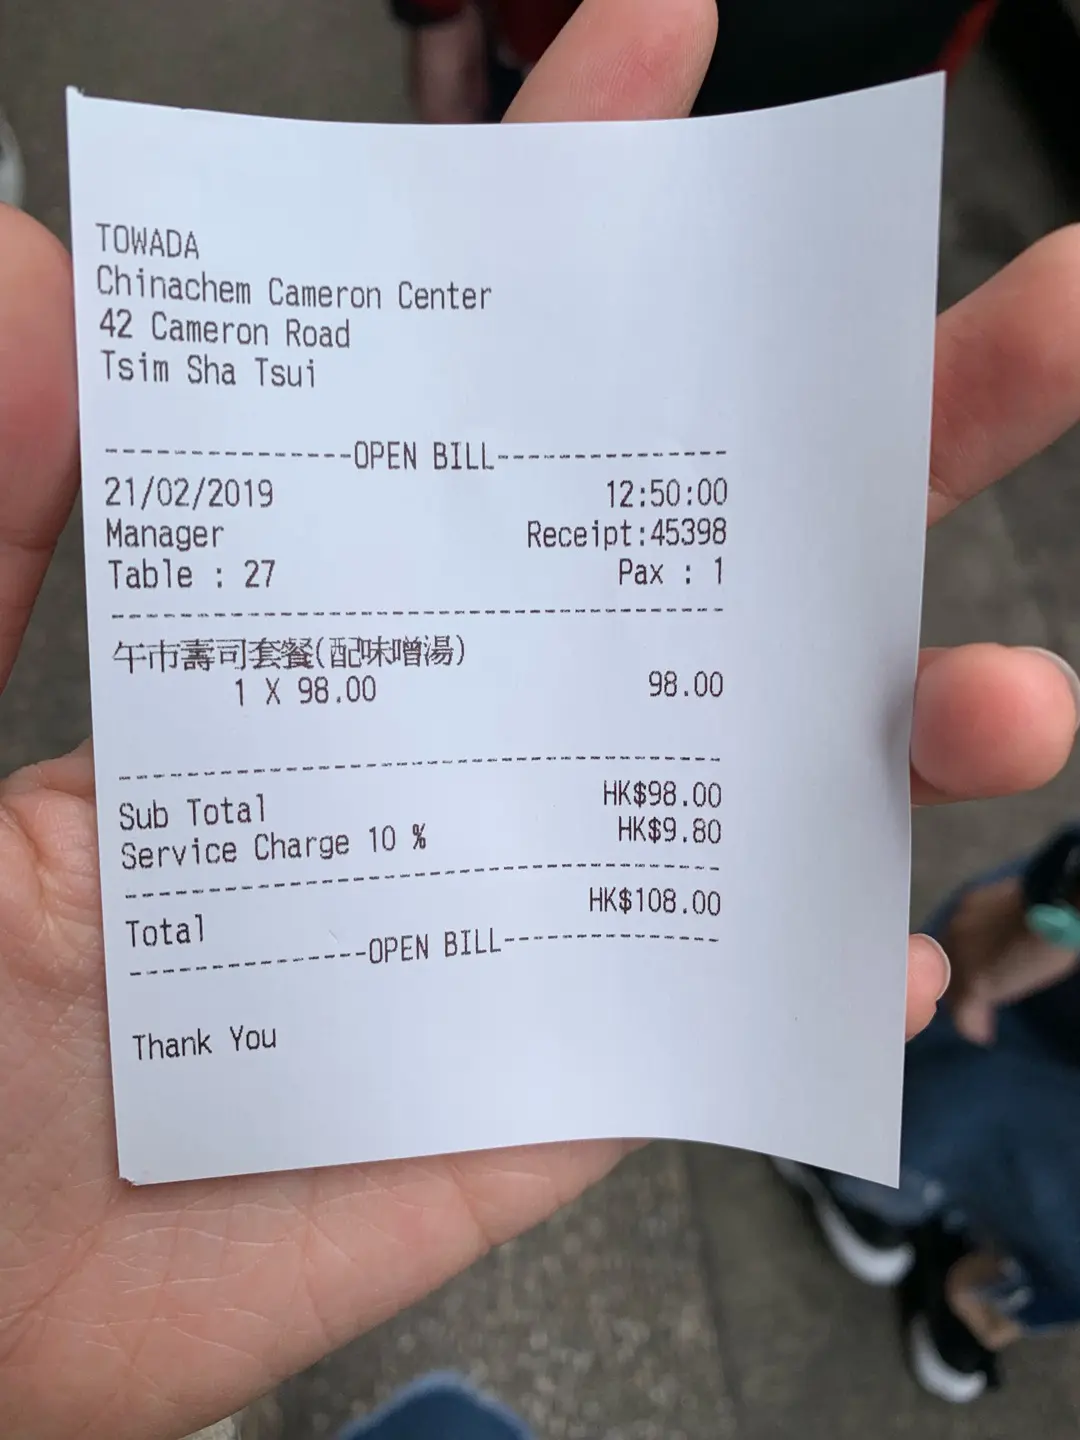 TOWADA
Chinachem Cameron Center
42 Cameron Road
Tsim Sha Tsui
---------------OPEN BILL---------------
21/02/2019 12:50:00
Manager Receipt:45398
Table : 27 Pax : 1
午市壽司套餐(配味噌湯)
1 X 98.00 98.00
Sub Total HK$98.00
Service Charge 10 % HK$9.80
Total HK$108.00
---------------OPEN BILL---------------
Thank You